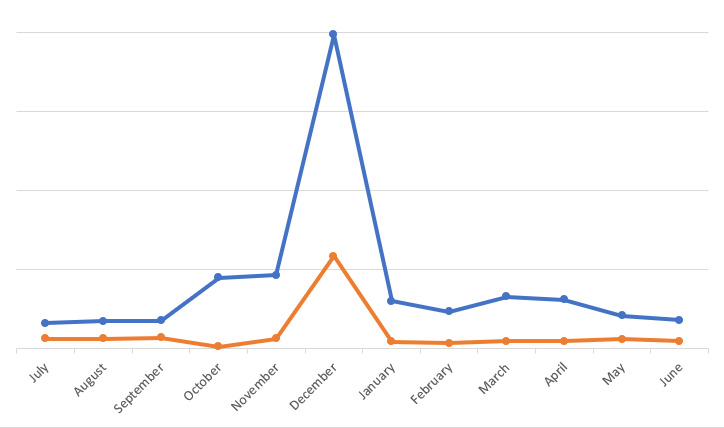 July
August
September
October
November
December
January
February
March
April
May
June